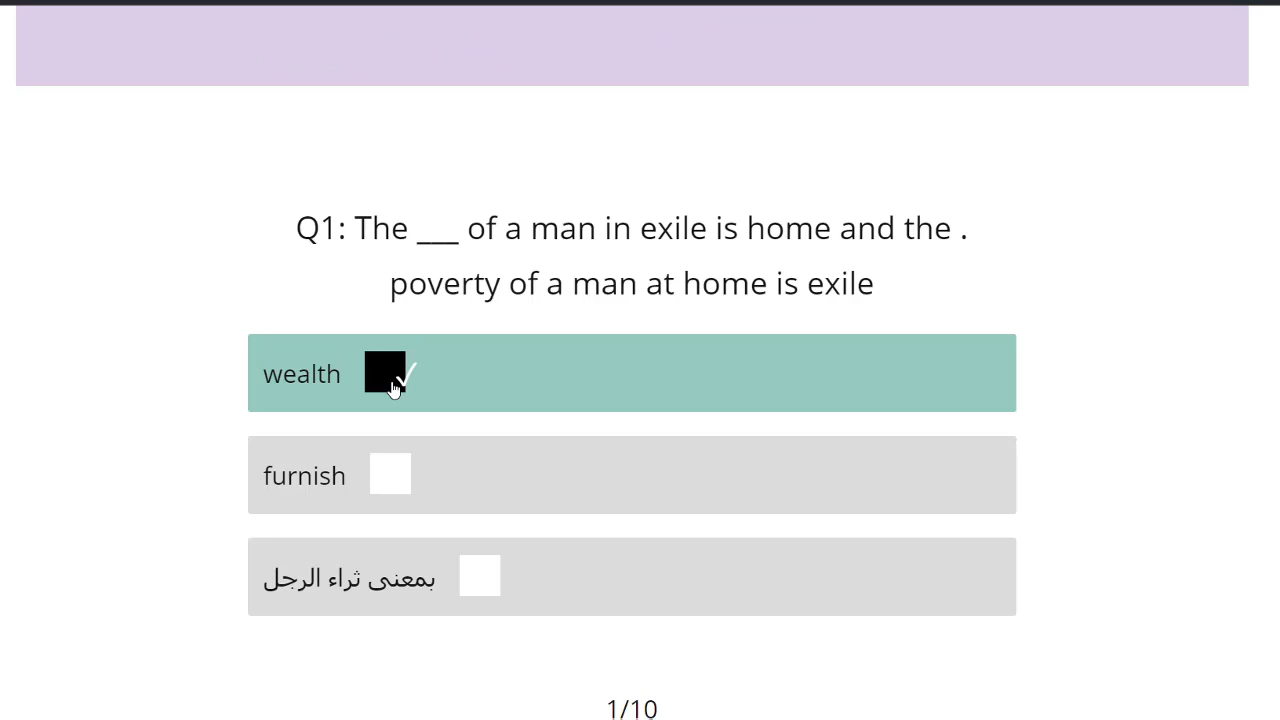 Q1: The ___ of a man in exile is home and the .
poverty of a man at home is exile
wealth ✓
furnish
بمعنى ثراء الرجل
1/10